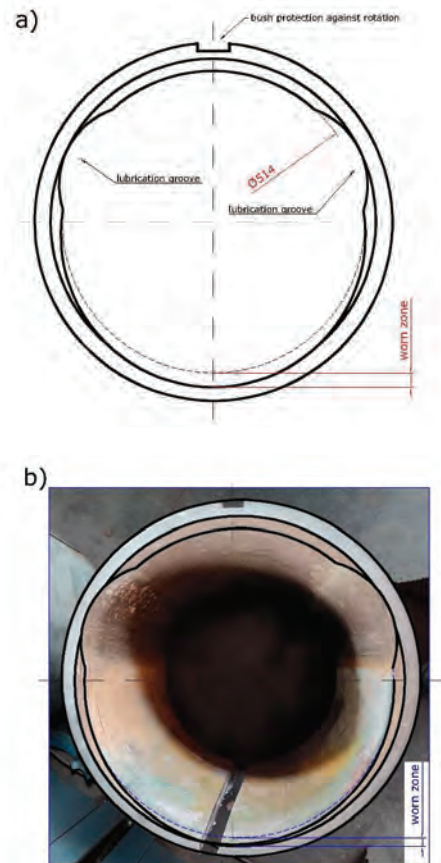 a)
bush protection against rotation
lubrication groove
Ø514
lubrication groove
worn zone
b)
worn zone